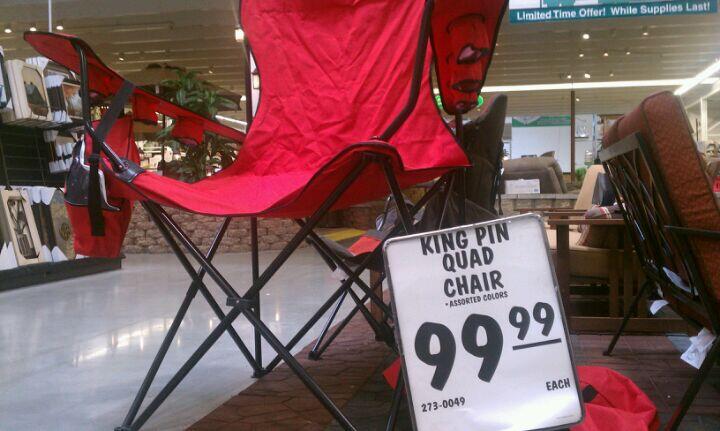 Limited Time Offer! While Supplies Last!
KING PIN
QUAD
CHAIR
•ASSORTED COLORS
99 99
EACH
273-0049